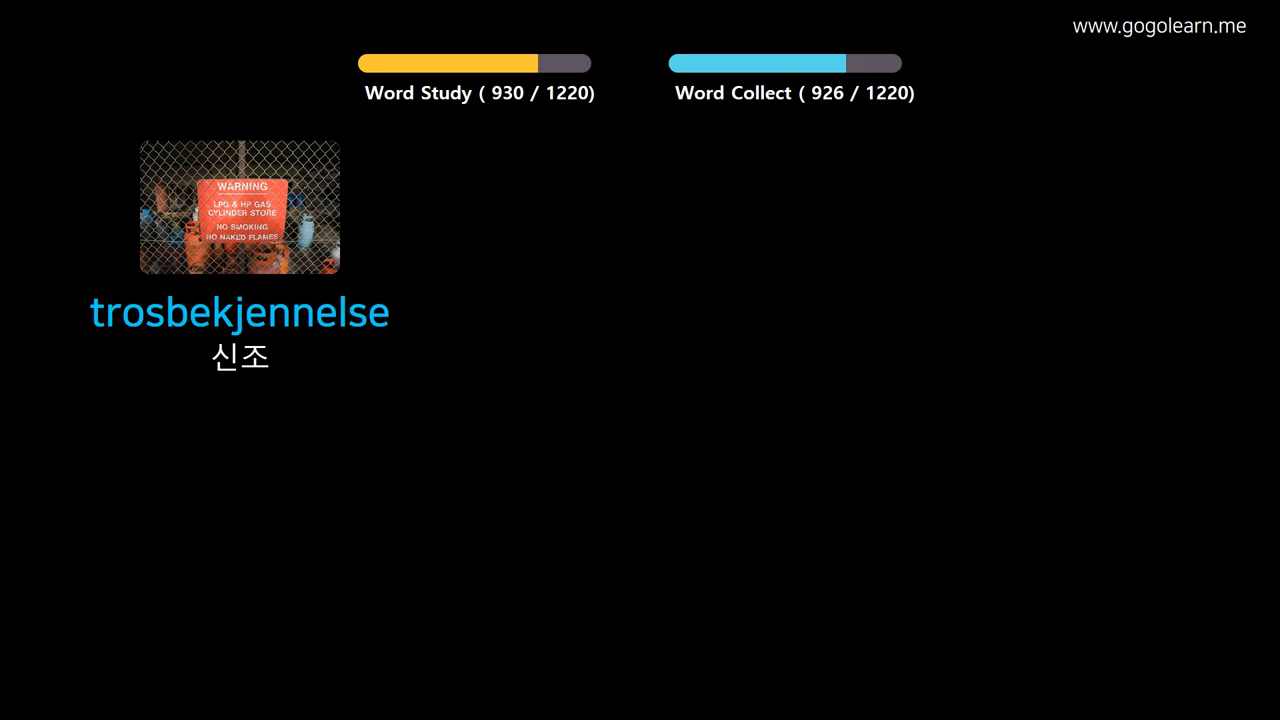 www.gogolearn.me
Word Study ( 930 / 1220)
Word Collect ( 926 / 1220)
WARNING
LPG & HP GAS
CYLINDER STORE
NO SMOKING
NO NAKED FLAMES
trosbekjennelse
신조